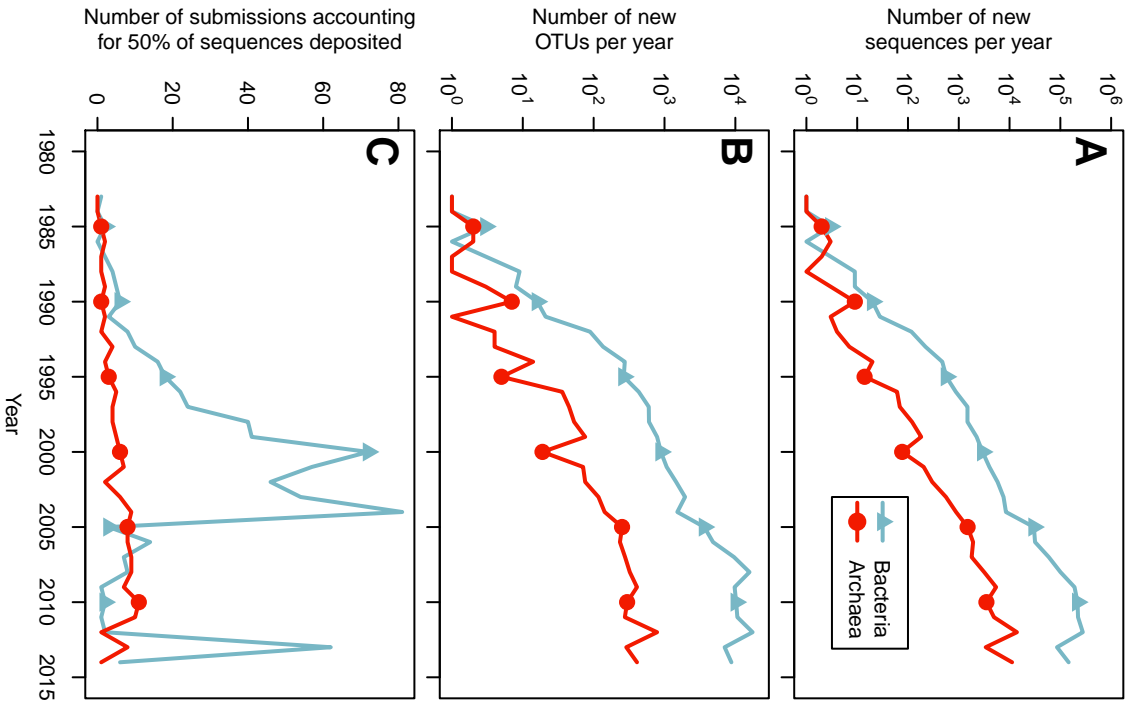 A
Number of new
sequences per year
10^0
10^1
10^2
10^3
10^4
10^5
10^6
Bacteria
Archaea
B
Number of new
OTUs per year
10^0
10^1
10^2
10^3
10^4
C
Number of submissions accounting
for 50% of sequences deposited
0
20
40
60
80
1980
1985
1990
1995
2000
2005
2010
2015
Year